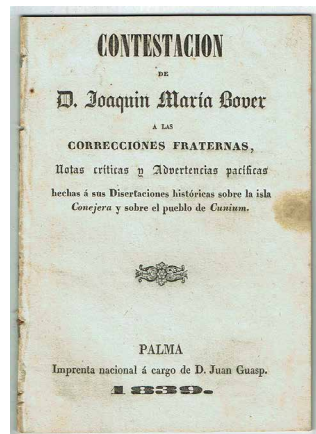 CONTESTACION
DE
D. Joaquin María Bover
A LAS
CORRECCIONES FRATERNAS,
Notas críticas y Advertencias pacíficas
hechas á sus Disertaciones históricas sobre la isla
Conejera y sobre el pueblo de Cunium.
PALMA
Imprenta nacional á cargo de D. Juan Guasp.
1839.